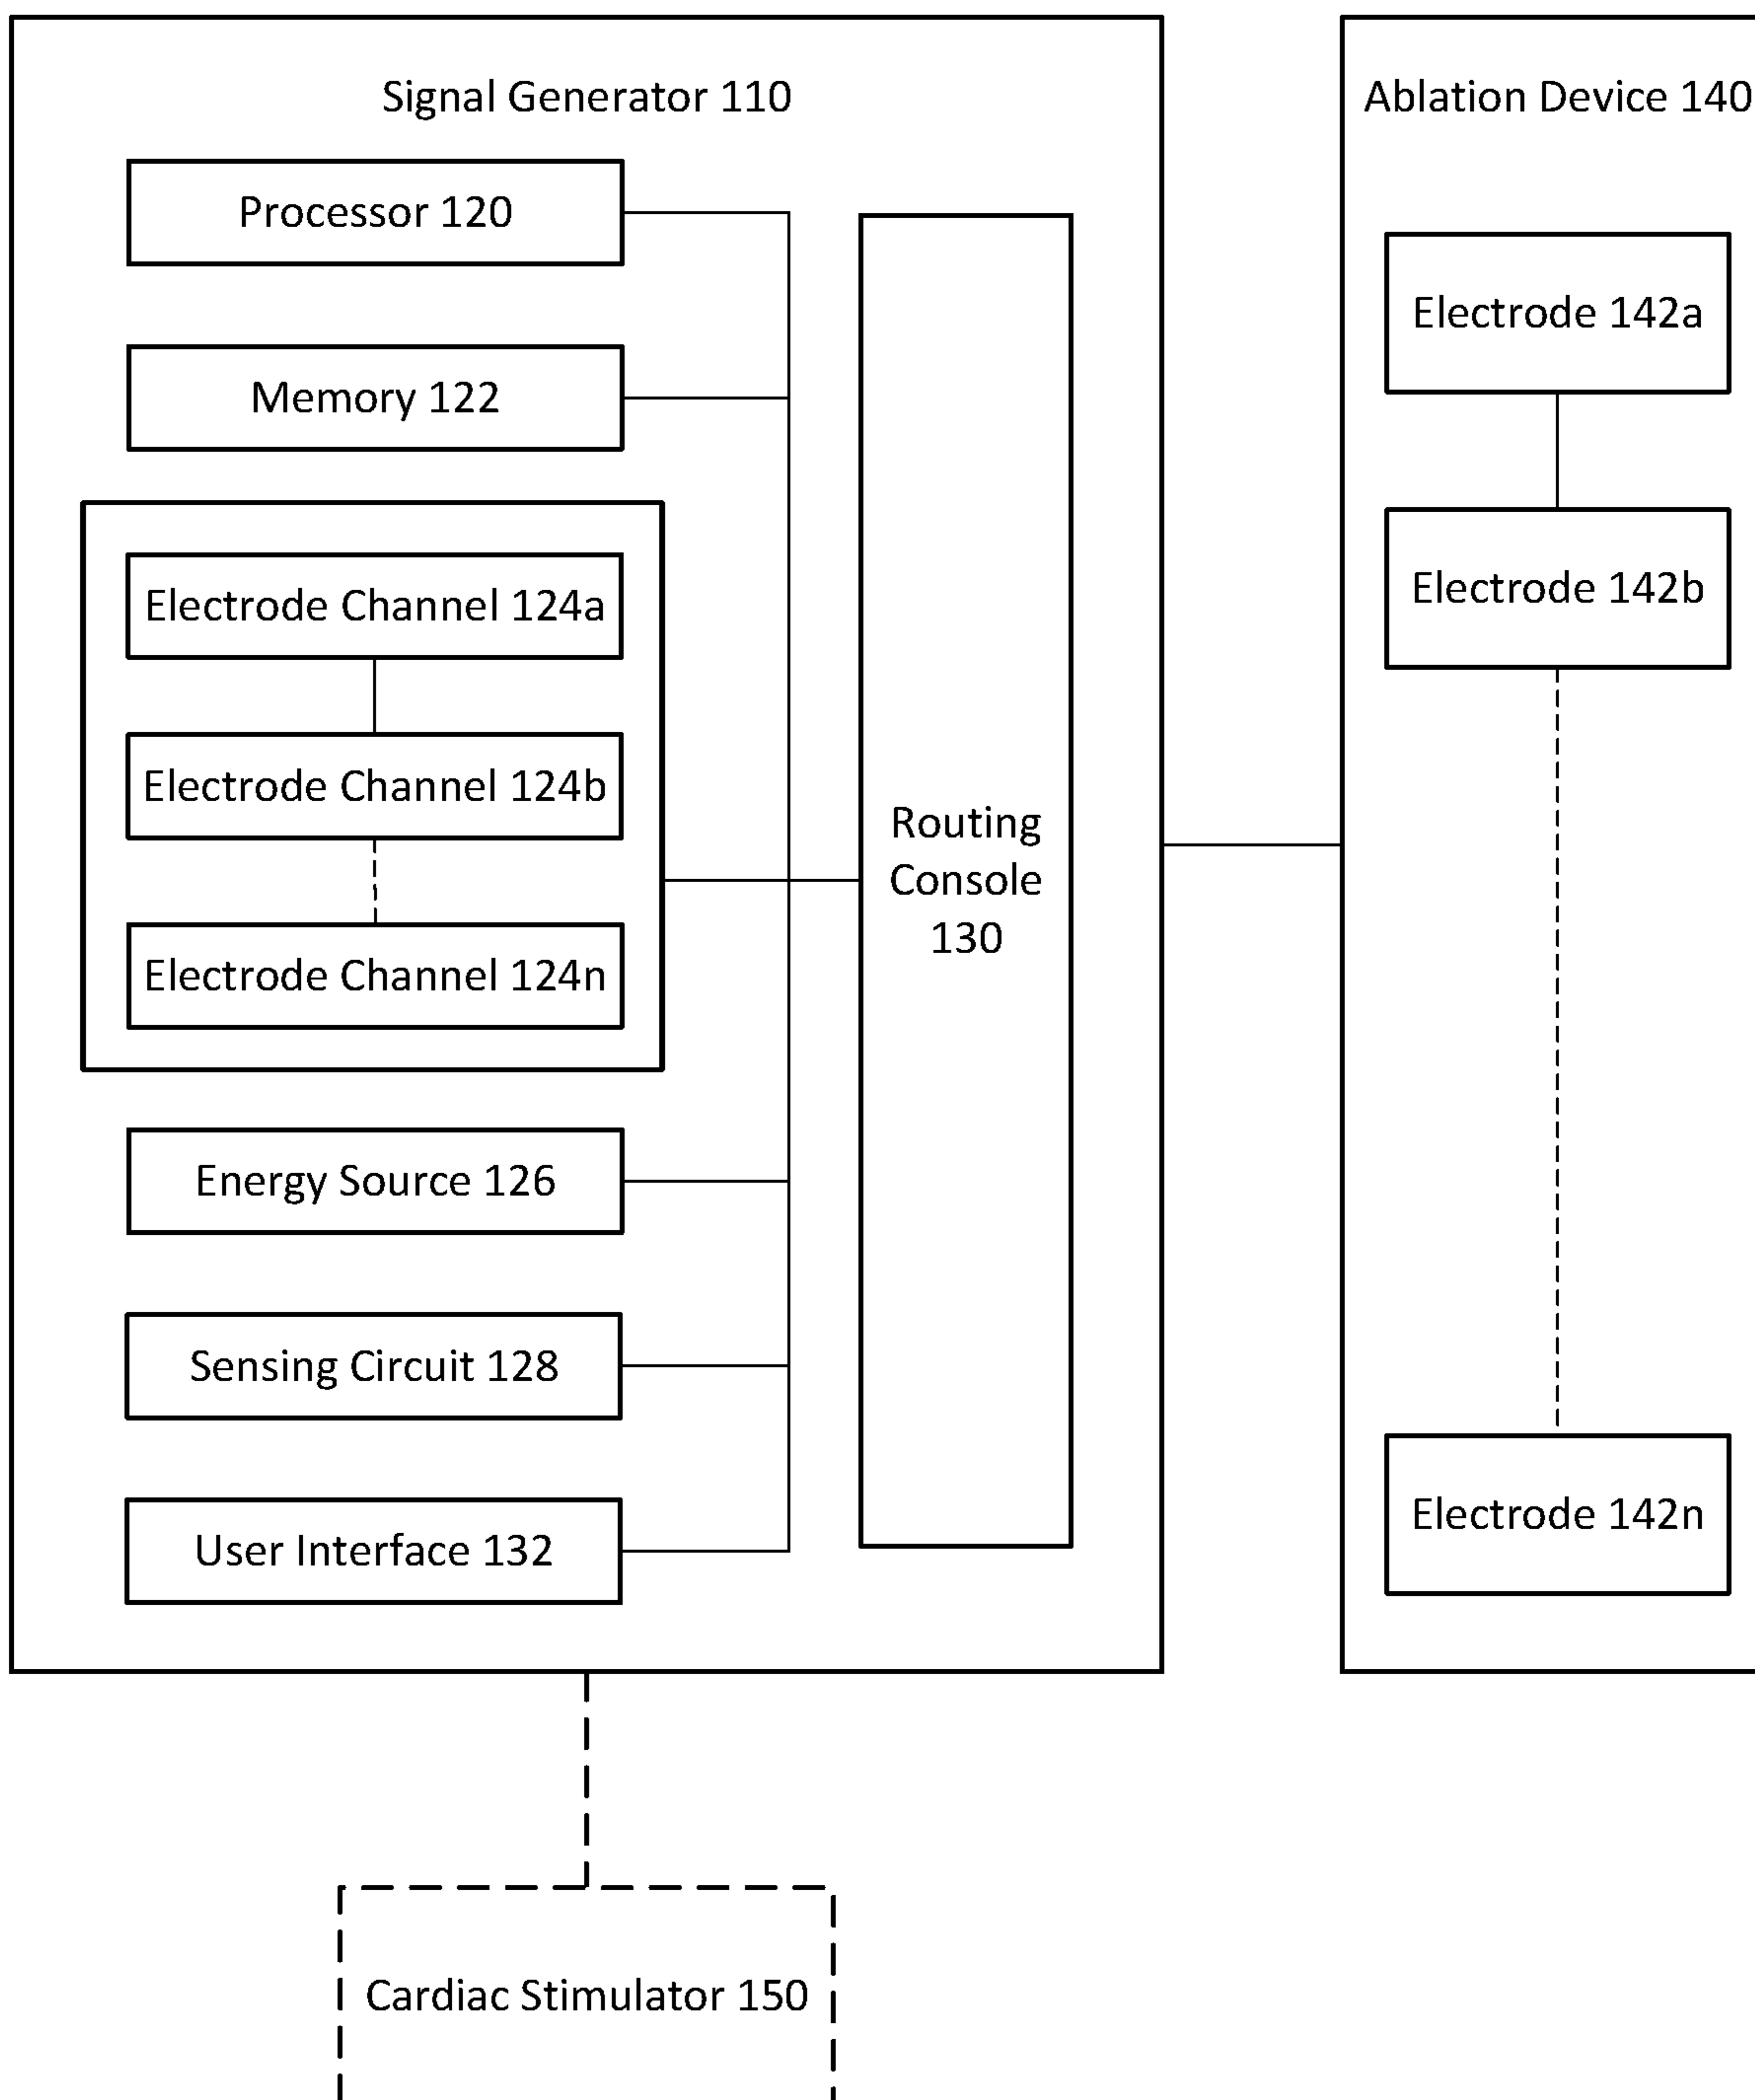 Signal Generator 110
Processor 120
Memory 122
Electrode Channel 124a
Electrode Channel 124b
Electrode Channel 124n
Energy Source 126
Sensing Circuit 128
User Interface 132
Routing
Console
130
Ablation Device 140
Electrode 142a
Electrode 142b
Electrode 142n
Cardiac Stimulator 150